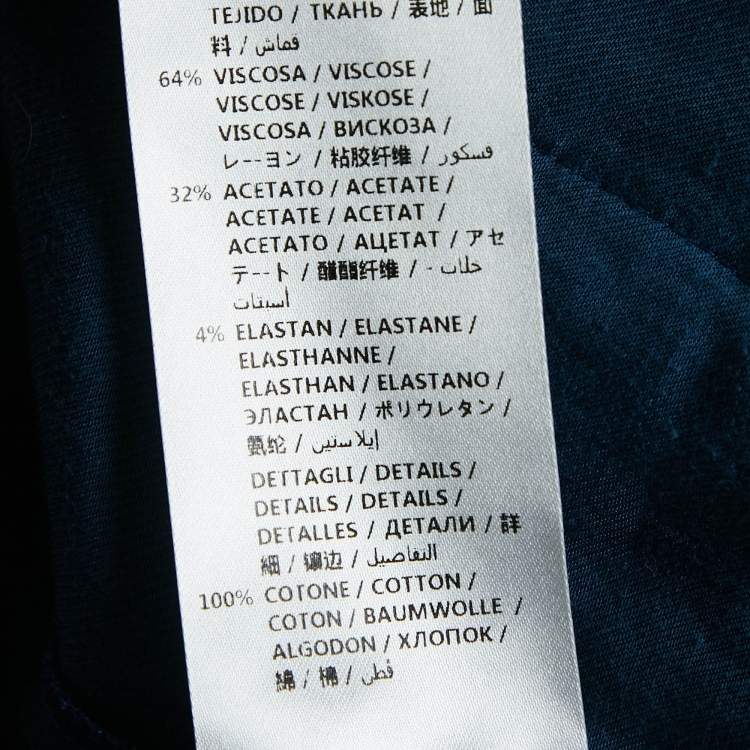 TEJIDO / ТКАНЬ / 表地 / 面
料 / قماش
64% VISCOSA / VISCOSE /
VISCOSE / VISKOSE /
VISCOSA / ВИСКОЗА /
レ--ヨン / 粘胶纤维 / فسكور
32% ACETATO / ACETATE /
ACETATE / ACETAT /
ACETATO / АЦЕТАТ / アセ
テ--ト / 醋酯纤维 / - خلات
أسيتات
4% ELASTAN / ELASTANE /
ELASTHANNE /
ELASTHAN / ELASTANO /
ЭЛАСТАН / ポリウレタン /
氨纶 / إيلاستين
DETTAGLI / DETAILS /
DETAILS / DETAILS /
DETALLES / ДЕТАЛИ / 詳
細 / 镶边 / التفاصيل
100% COTONE / COTTON /
COTON / BAUMWOLLE /
ALGODON / ХЛОПОК /
綿 / 棉 / قطن